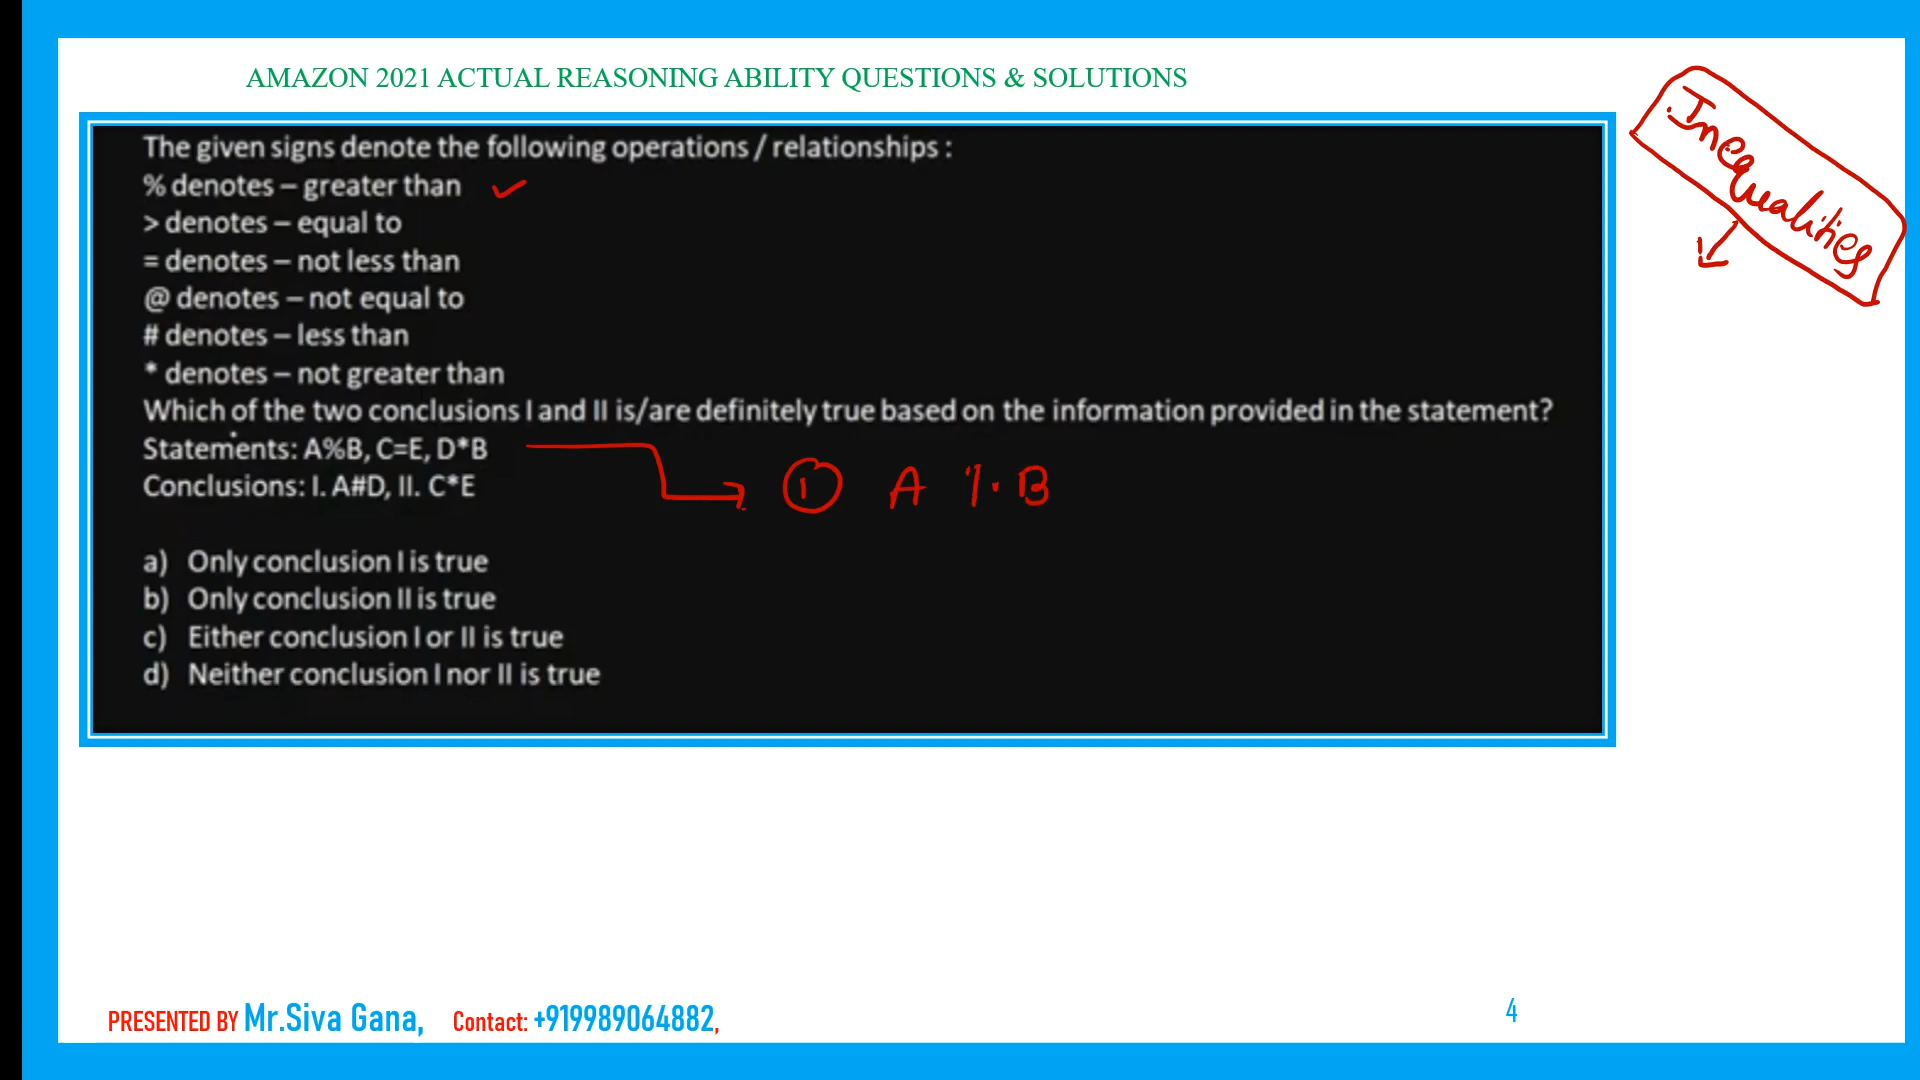 AMAZON 2021 ACTUAL REASONING ABILITY QUESTIONS & SOLUTIONS
Inequalities
The given signs denote the following operations / relationships :
% denotes – greater than
> denotes – equal to
= denotes – not less than
@ denotes – not equal to
# denotes – less than
* denotes – not greater than
Which of the two conclusions I and II is/are definitely true based on the information provided in the statement?
Statements: A%B, C=E, D*B
Conclusions: I. A#D, II. C*E
① A % B
a) Only conclusion I is true
b) Only conclusion II is true
c) Either conclusion I or II is true
d) Neither conclusion I nor II is true
PRESENTED BY Mr.Siva Gana, Contact: +919989064882,
4